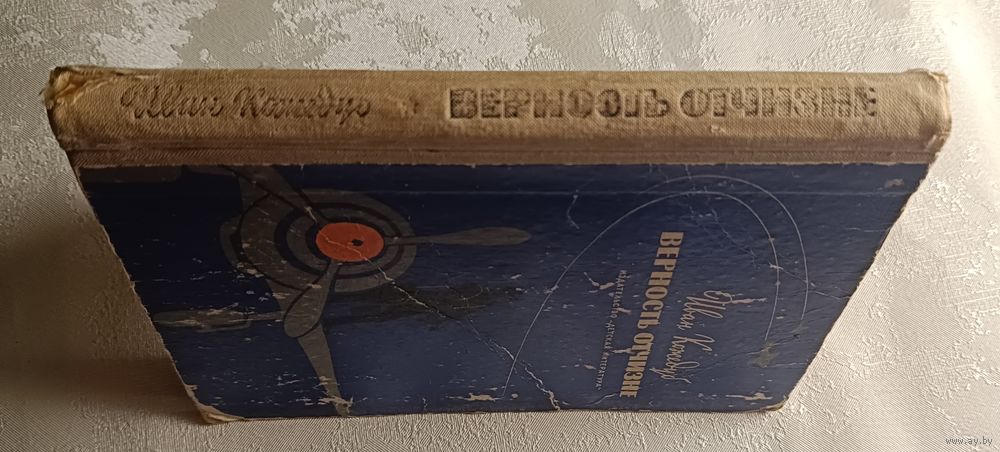 Иван Кожедуб ВЕРНОСТЬ ОТЧИЗНЕ
Иван Кожедуб
ВЕРНОСТЬ ОТЧИЗНЕ
ИЗДАТЕЛЬСТВО «ДЕТСКАЯ ЛИТЕРАТУРА»
www.ay.by